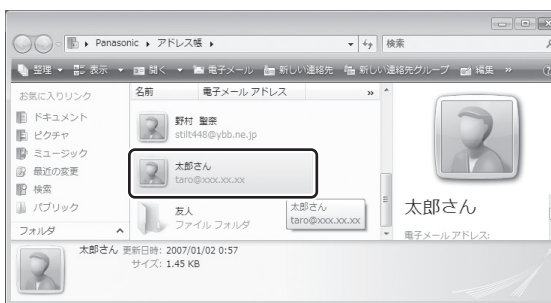 Panasonic ▸ アドレス帳 ▸
検索
整理 表示 開く 電子メール 新しい連絡先 新しい連絡先グループ 編集 »
お気に入りリンク
ドキュメント
ピクチャ
ミュージック
最近の変更
検索
パブリック
フォルダ
名前 電子メール アドレス »
野村 聖奈
stilt448@ybb.ne.jp
太郎さん
taro@xxx.xx.xx
友人
ファイル フォルダ
太郎さん
taro@xxx.xx.xx
太郎さん
電子メール アドレス:
太郎さん 更新日時: 2007/01/02 0:57
サイズ: 1.45 KB